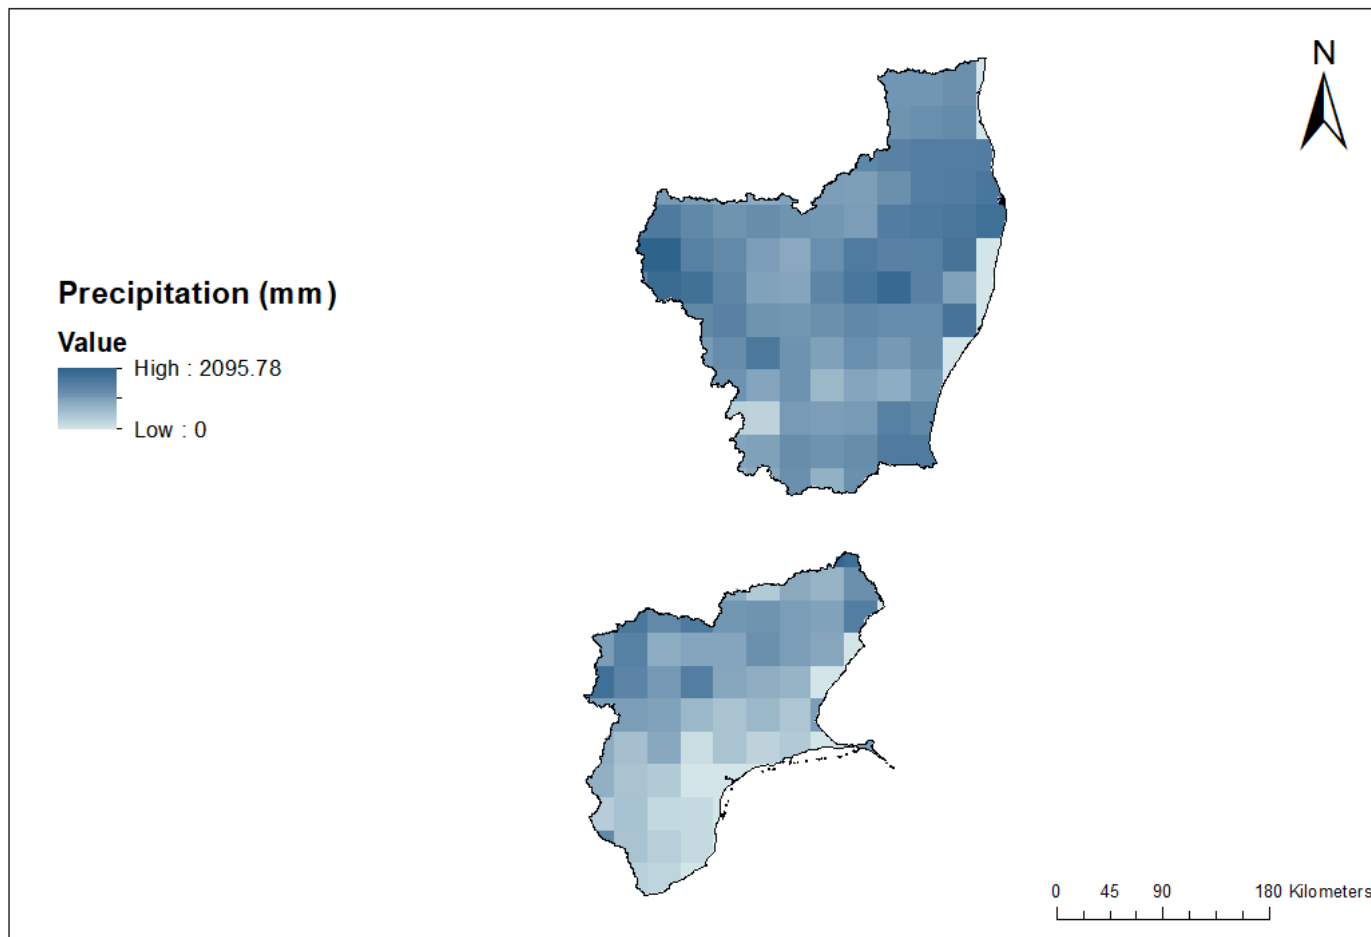 N
Precipitation (mm)
Value
High : 2095.78
Low : 0
0 45 90 180 Kilometers